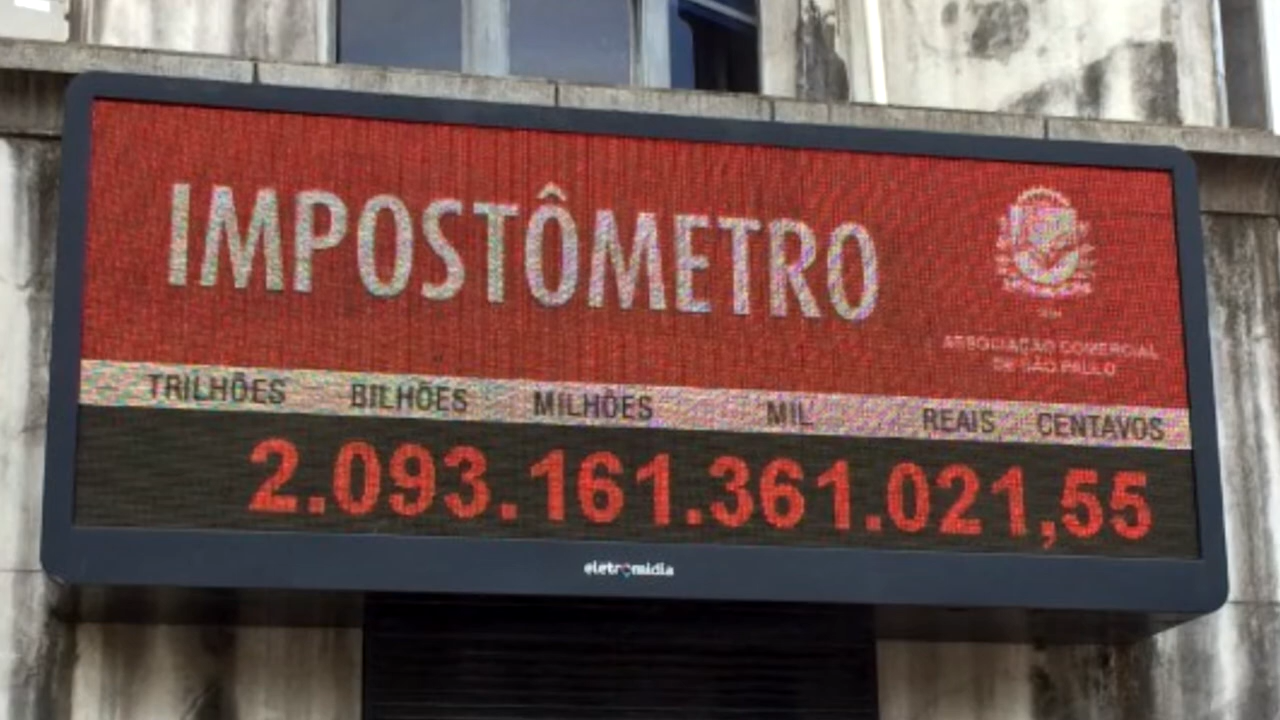 IMPOSTÔMETRO
ASSOCIAÇÃO COMERCIAL
DE SÃO PAULO
TRILHÕES BILHÕES MILHÕES MIL REAIS CENTAVOS
2.093.161.361.021,55
eletromidia